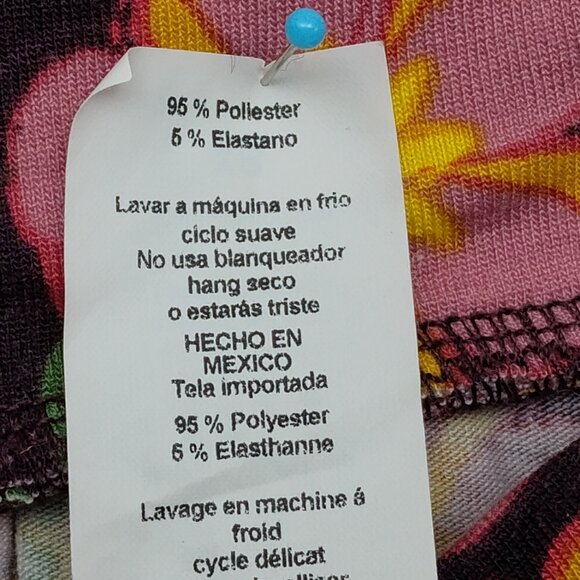 95 % Poliester
5 % Elastano
Lavar a máquina en frio
ciclo suave
No usa blanqueador
hang seco
o estarás triste
HECHO EN
MEXICO
Tela importada
95 % Polyester
5 % Elasthanne
Lavage en machine á
froid
cycle délicat